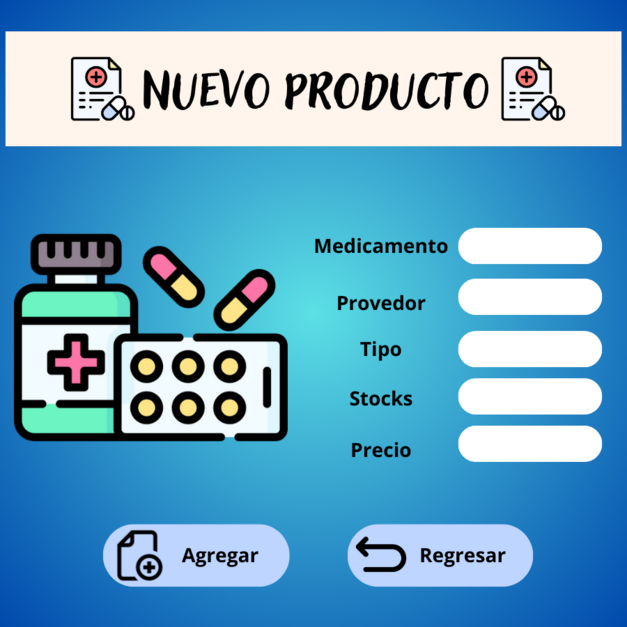 NUEVO PRODUCTO
Medicamento
Provedor
Tipo
Stocks
Precio
Agregar
Regresar